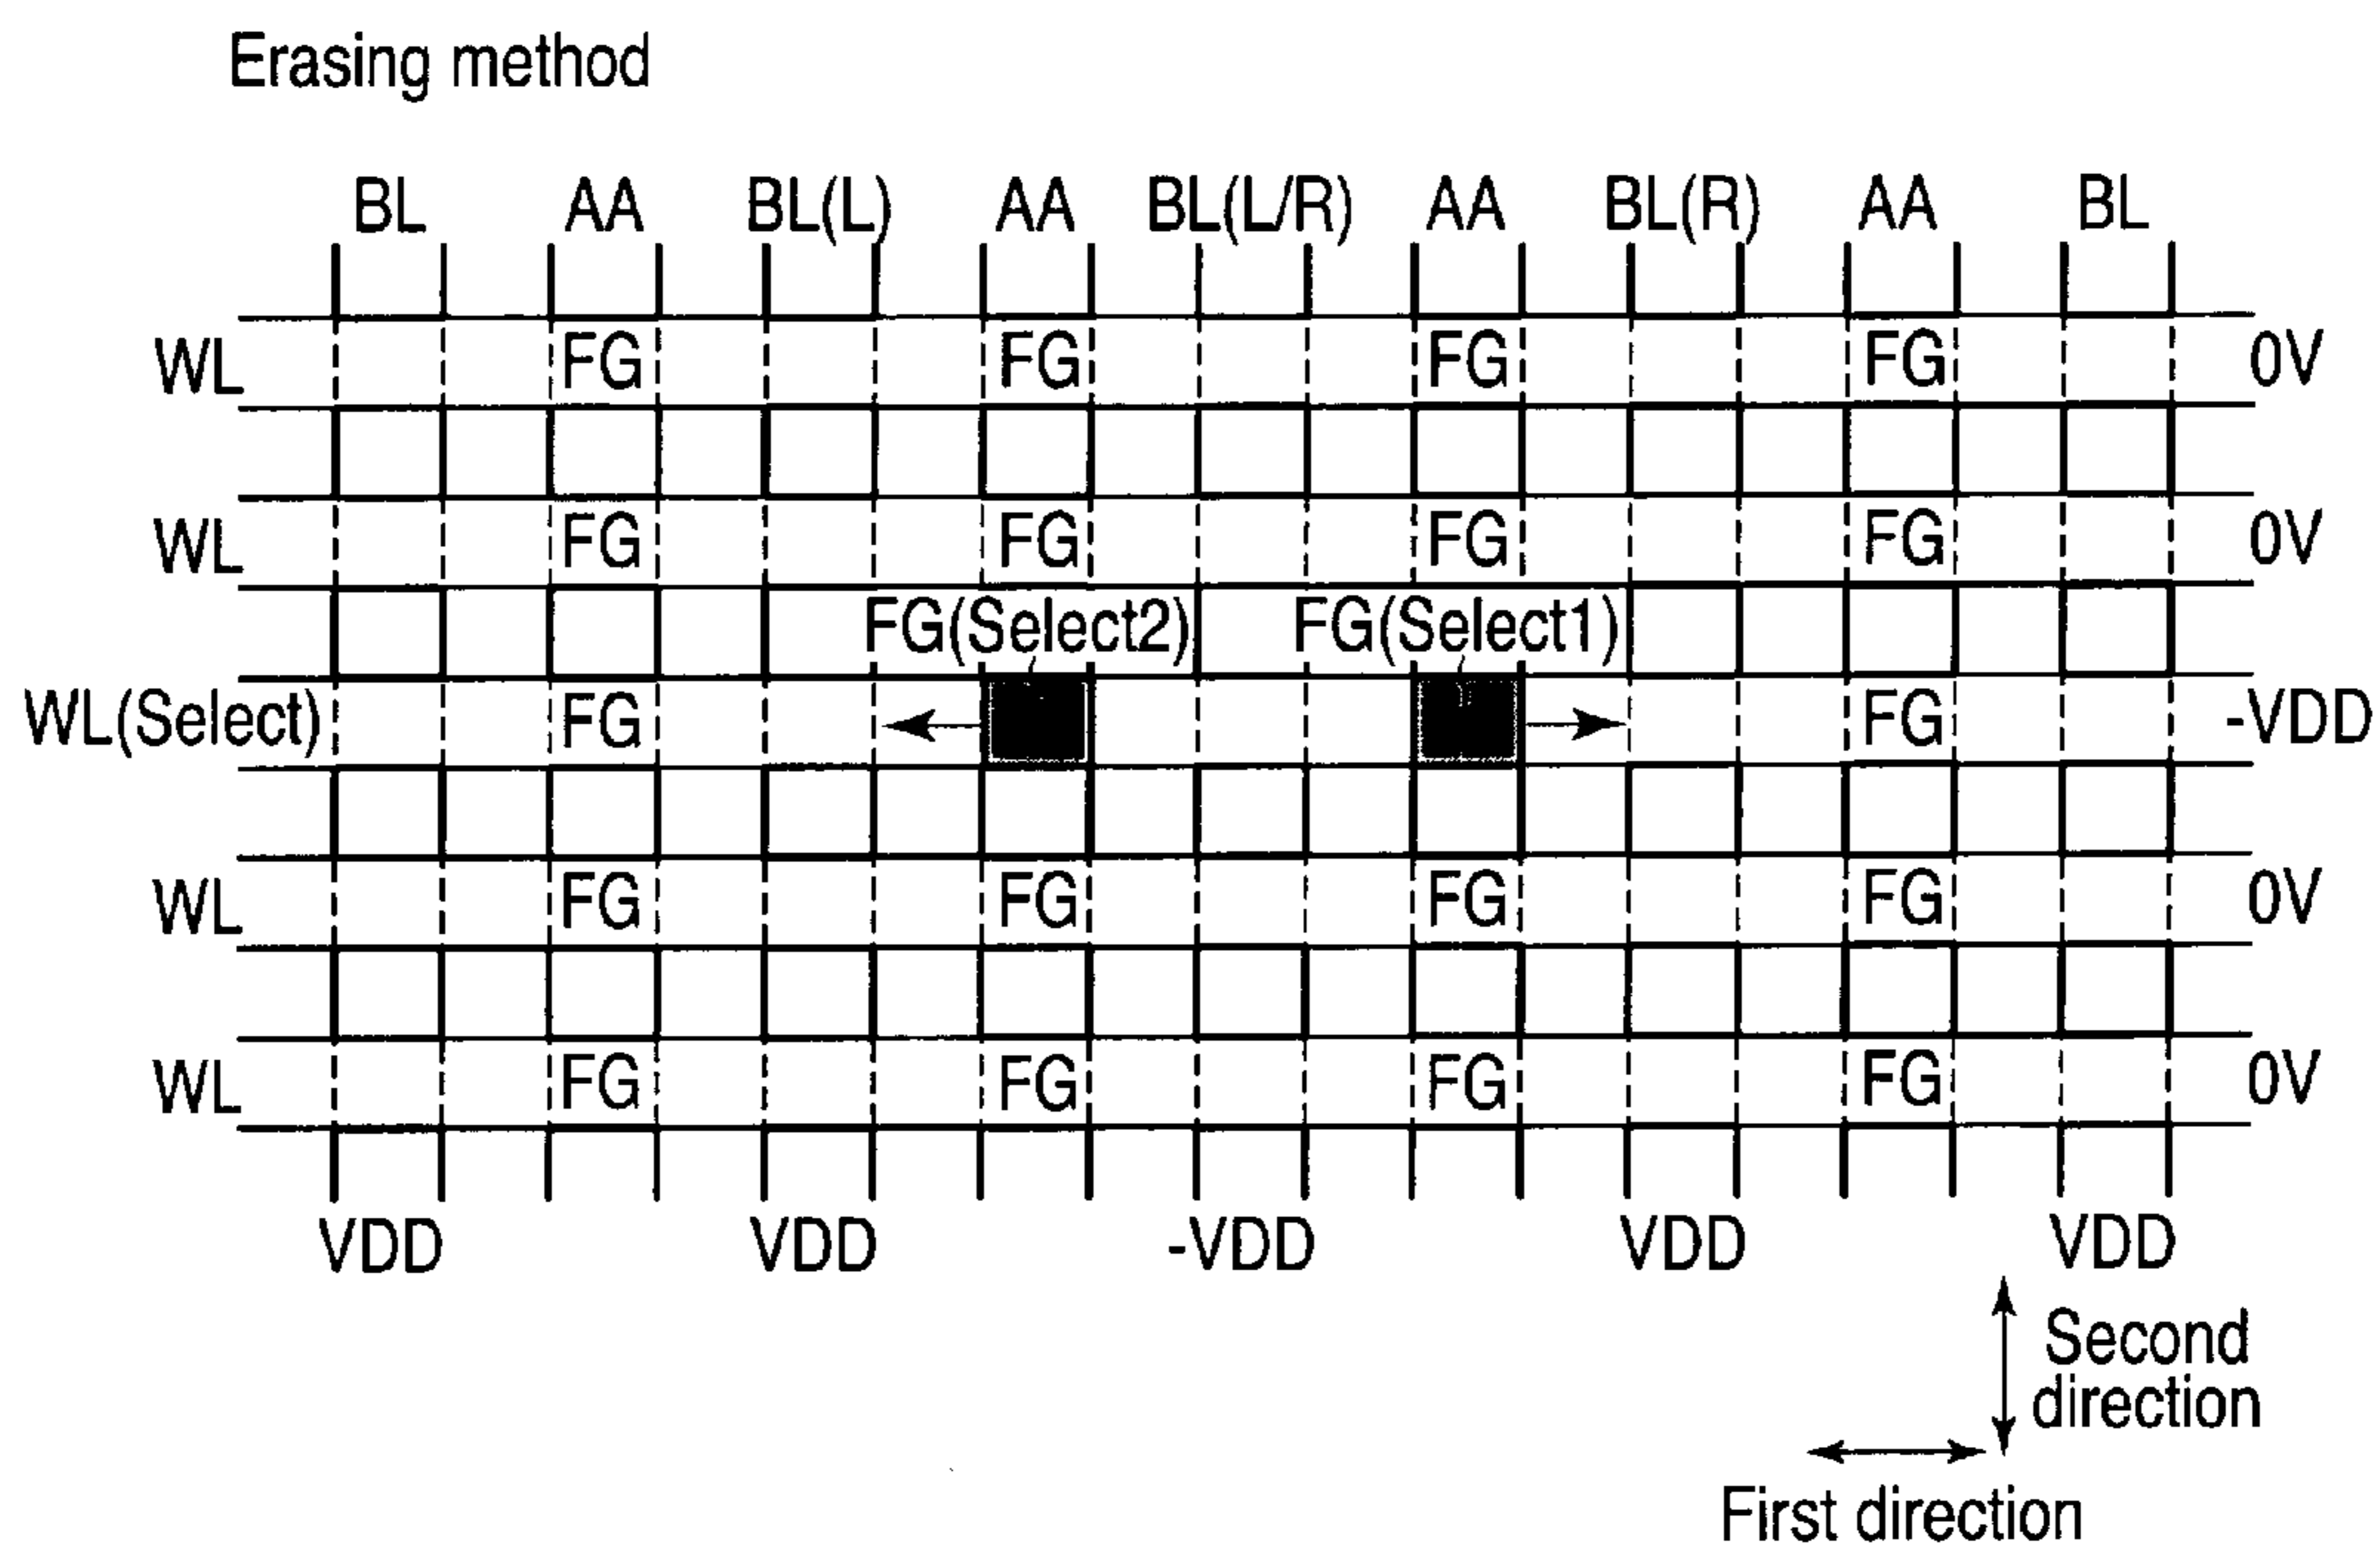 Erasing method
BL AA BL(L) AA BL(L/R) AA BL(R) AA BL
WL FG FG FG FG 0V
WL FG FG FG FG 0V
FG(Select2) FG(Select1)
WL(Select) FG FG -VDD
WL FG FG FG FG 0V
WL FG FG FG FG 0V
VDD VDD -VDD VDD VDD
Second
direction
First direction